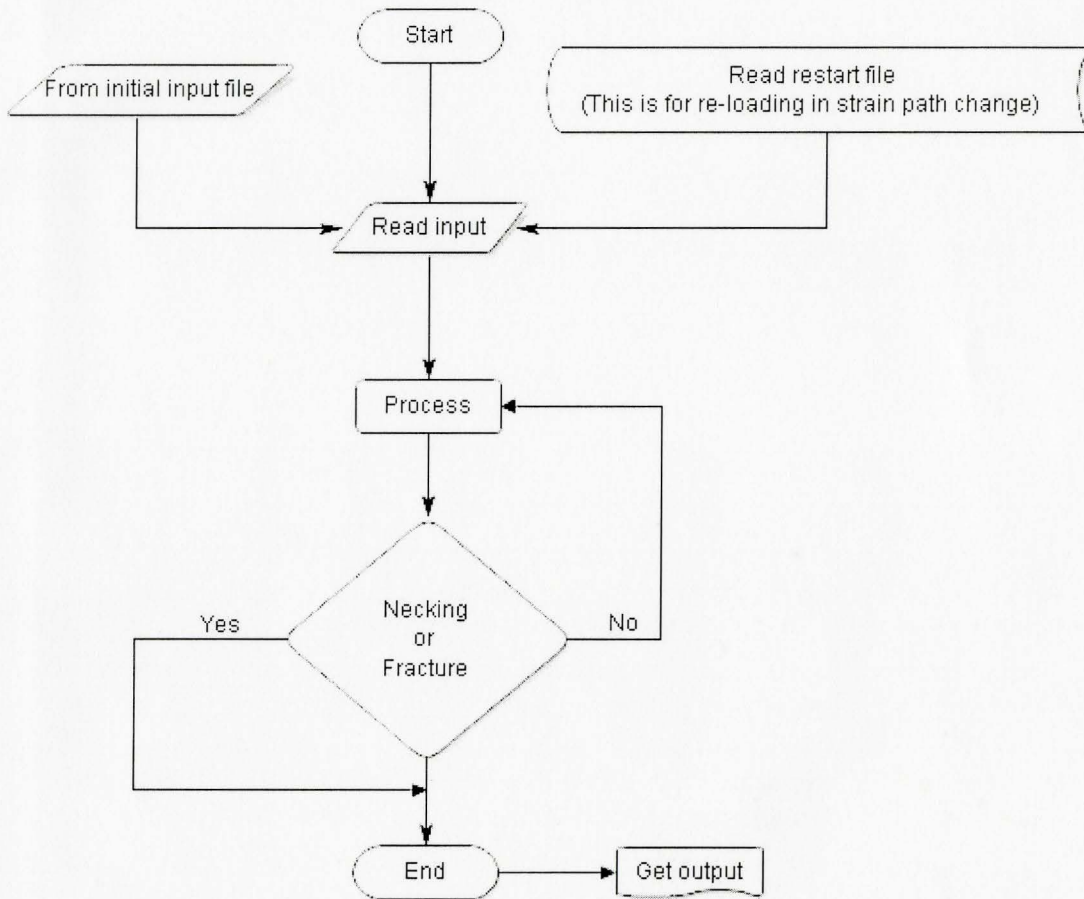 Start
From initial input file
Read restart file
(This is for re-loading in strain path change)
Read input
Process
Necking
or
Fracture
Yes
No
End
Get output